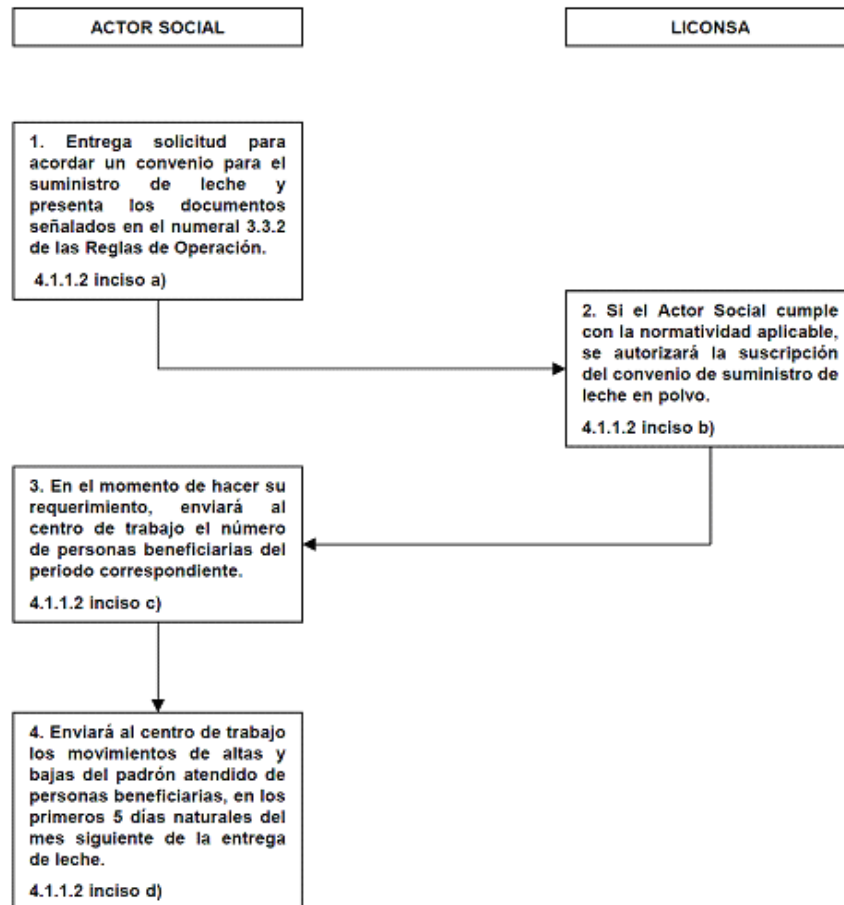 ACTOR SOCIAL
LICONSA
1. Entrega solicitud para
acordar un convenio para el
suministro de leche y
presenta los documentos
señalados en el numeral 3.3.2
de las Reglas de Operación.
4.1.1.2 inciso a)
2. Si el Actor Social cumple
con la normatividad aplicable,
se autorizará la suscripción
del convenio de suministro de
leche en polvo.
4.1.1.2 inciso b)
3. En el momento de hacer su
requerimiento, enviará al
centro de trabajo el número
de personas beneficiarias del
periodo correspondiente.
4.1.1.2 inciso c)
4. Enviará al centro de trabajo
los movimientos de altas y
bajas del padrón atendido de
personas beneficiarias, en los
primeros 5 días naturales del
mes siguiente de la entrega
de leche.
4.1.1.2 inciso d)